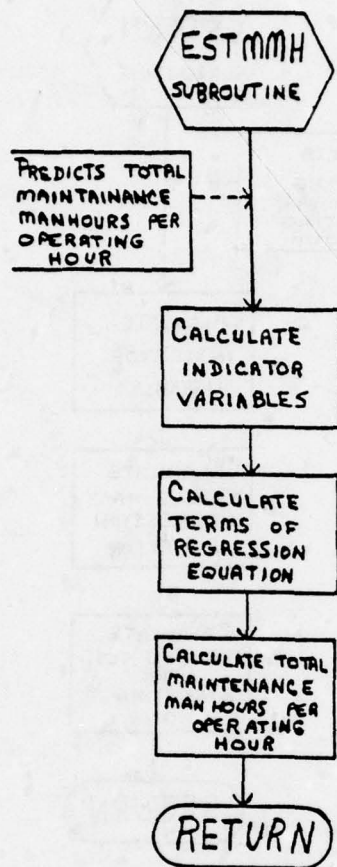 ESTMMH
SUBROUTINE
PREDICTS TOTAL
MAINTAINANCE
MANHOURS PER
OPERATING
HOUR
CALCULATE
INDICATOR
VARIABLES
CALCULATE
TERMS OF
REGRESSION
EQUATION
CALCULATE TOTAL
MAINTENANCE
MAN HOURS PER
OPERATING
HOUR
RETURN